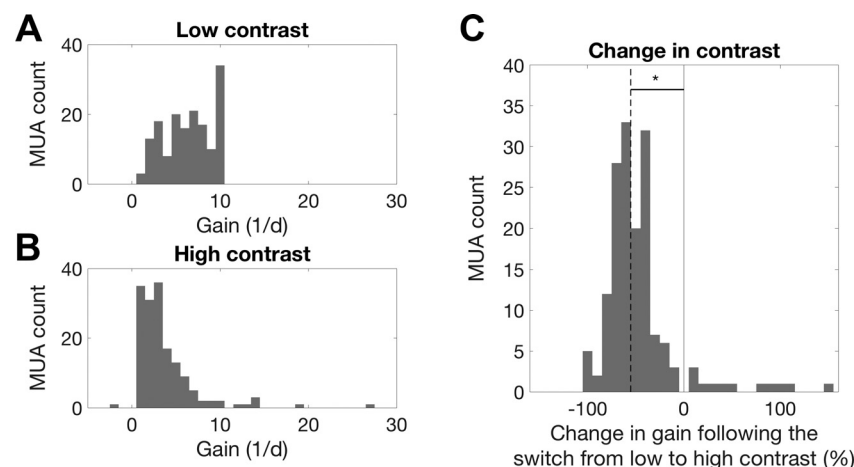 A
Low contrast
40
20
0
MUA count
0 10 20 30
Gain (1/d)
B
High contrast
40
20
0
MUA count
0 10 20 30
Gain (1/d)
C
Change in contrast
40
35
30
25
20
15
10
5
0
MUA count
*
-100 0 100
Change in gain following the
switch from low to high contrast (%)